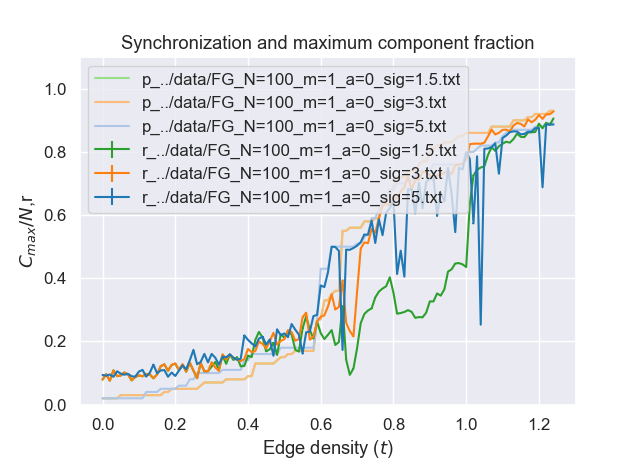 Synchronization and maximum component fraction
1.0
0.8
0.6
0.4
0.2
0.0
C_max/N,r
p_../data/FG_N=100_m=1_a=0_sig=1.5.txt
p_../data/FG_N=100_m=1_a=0_sig=3.txt
p_../data/FG_N=100_m=1_a=0_sig=5.txt
r_../data/FG_N=100_m=1_a=0_sig=1.5.txt
r_../data/FG_N=100_m=1_a=0_sig=3.txt
r_../data/FG_N=100_m=1_a=0_sig=5.txt
0.0 0.2 0.4 0.6 0.8 1.0 1.2
Edge density (t)